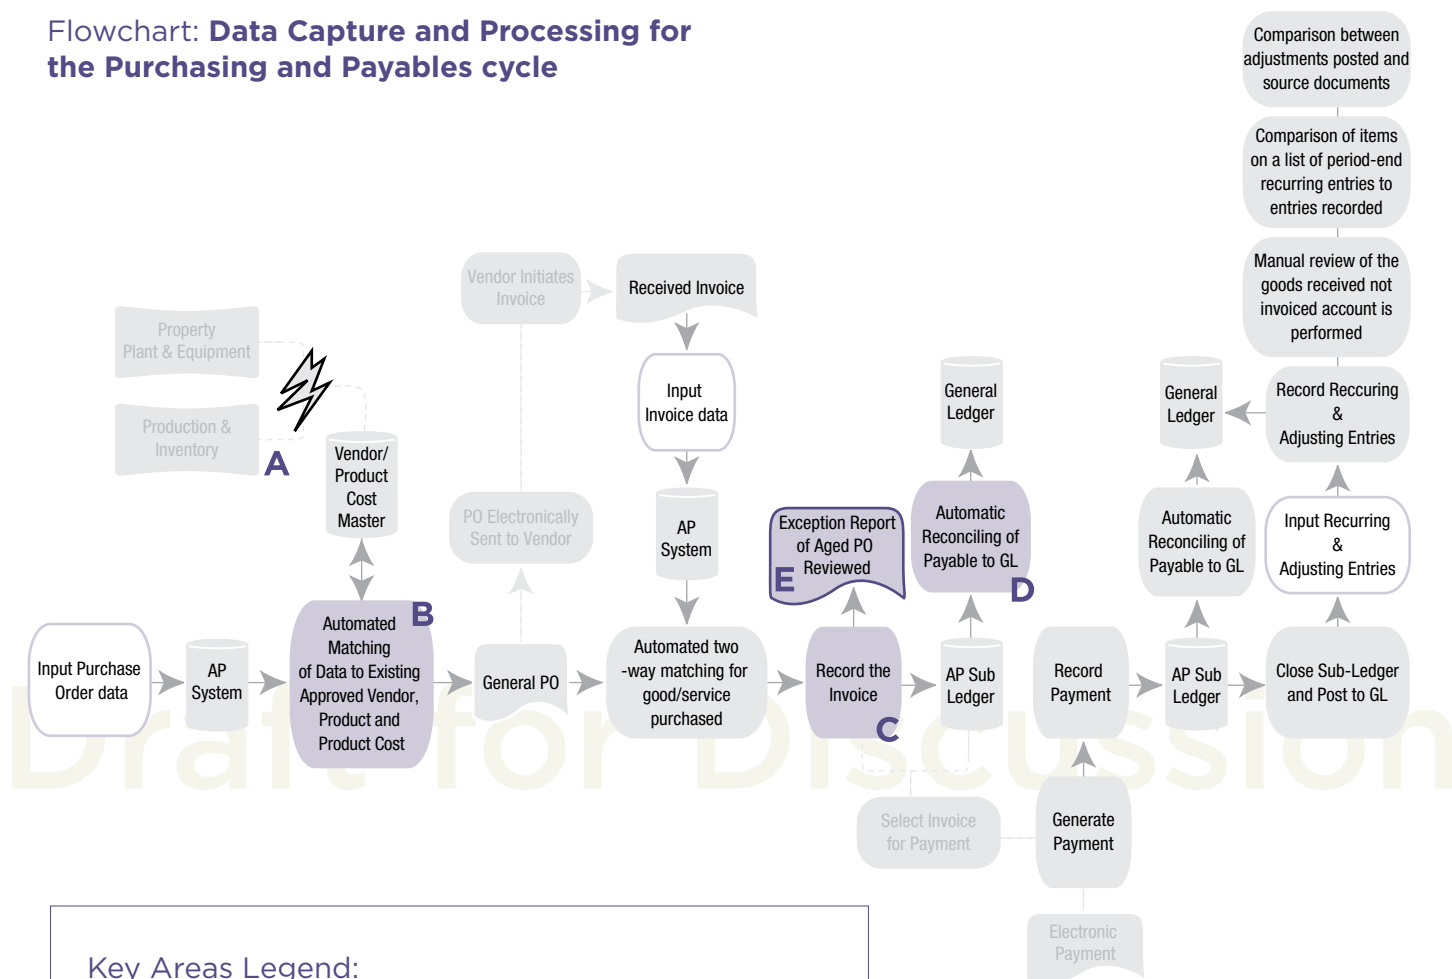 Flowchart: Data Capture and Processing for
the Purchasing and Payables cycle
Comparison between
adjustments posted and
source documents
Comparison of items
on a list of period-end
recurring entries to
entries recorded
Manual review of the
goods received not
invoiced account is
performed
Vendor Initiates
Invoice
Received Invoice
Property
Plant & Equipment
Production &
Inventory
A
Vendor/
Product
Cost
Master
Input
Invoice data
General
Ledger
General
Ledger
Record Reccuring
&
Adjusting Entries
PO Electronically
Sent to Vendor
AP
System
Exception Report
of Aged PO
Reviewed
E
Automatic
Reconciling of
Payable to GL
D
Automatic
Reconciling of
Payable to GL
Input Recurring
&
Adjusting Entries
Input Purchase
Order data
AP
System
B
Automated
Matching
of Data to Existing
Approved Vendor,
Product and
Product Cost
General PO
Automated two
-way matching for
good/service
purchased
Record the
Invoice
C
AP Sub
Ledger
Record
Payment
AP Sub
Ledger
Close Sub-Ledger
and Post to GL
Draft for Discussion
Select Invoice
for Payment
Generate
Payment
Electronic
Payment
Key Areas Legend: